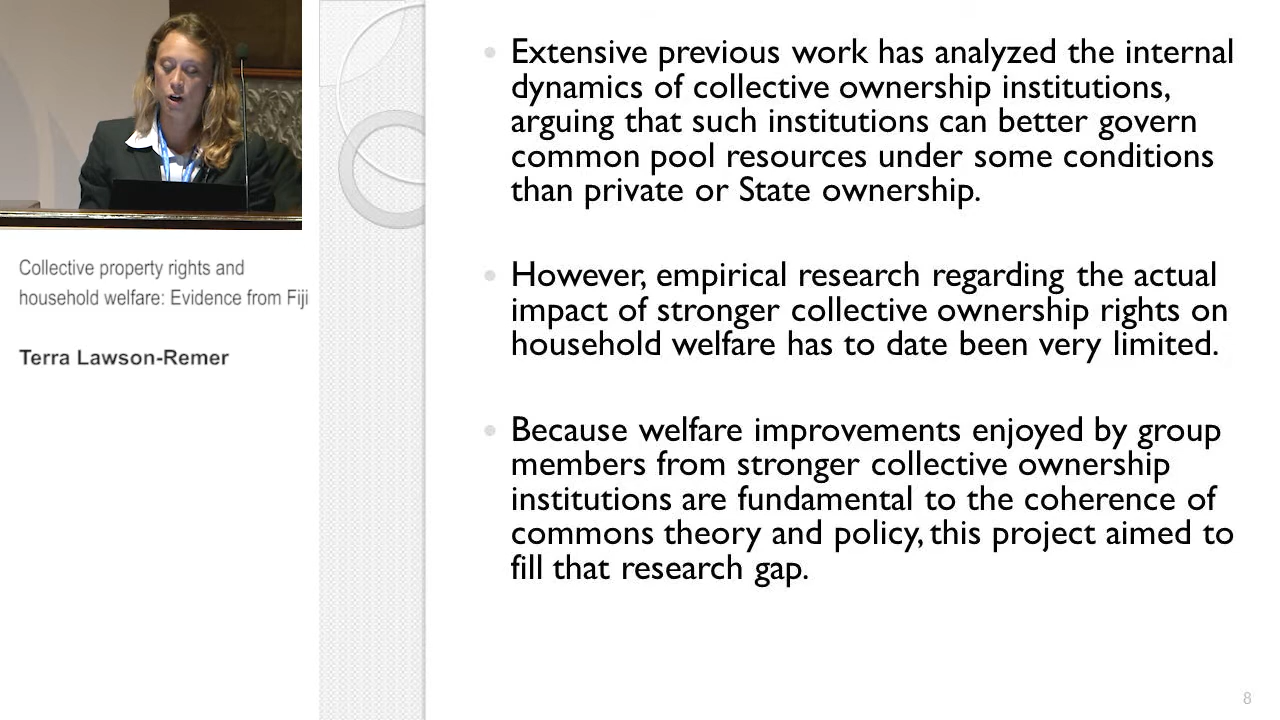 Collective property rights and
household welfare: Evidence from Fiji
Terra Lawson-Remer
Extensive previous work has analyzed the internal
dynamics of collective ownership institutions,
arguing that such institutions can better govern
common pool resources under some conditions
than private or State ownership.
However, empirical research regarding the actual
impact of stronger collective ownership rights on
household welfare has to date been very limited.
Because welfare improvements enjoyed by group
members from stronger collective ownership
institutions are fundamental to the coherence of
commons theory and policy, this project aimed to
fill that research gap.
8